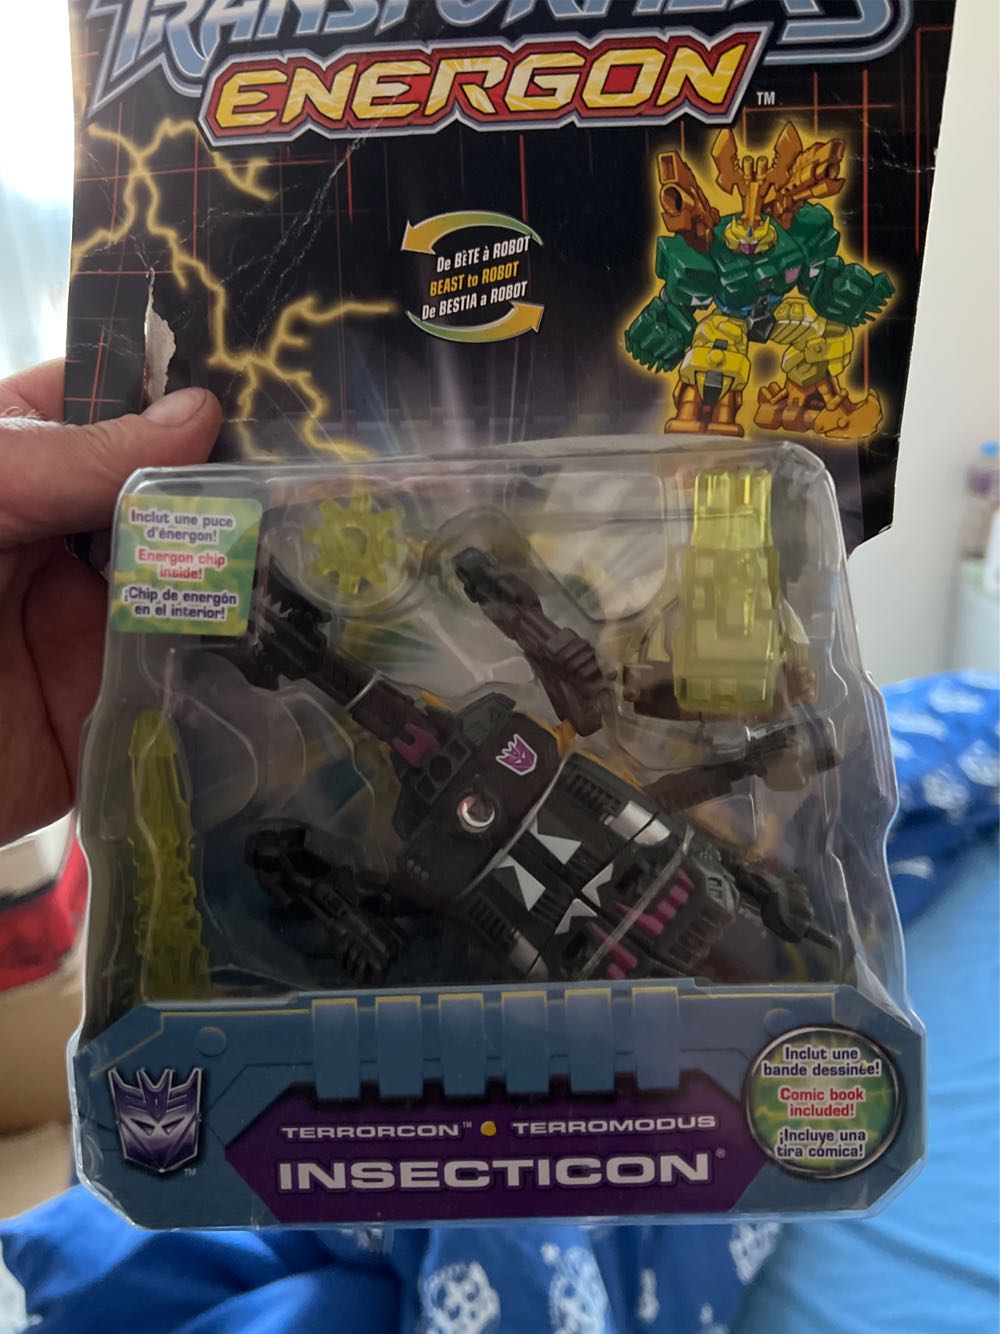 TRANSFORMERS
ENERGON
TM
De BÊTE à ROBOT
BEAST to ROBOT
De BESTIA a ROBOT
Inclut une puce
d'énergon!
Energon chip
inside!
¡Chip de energón
en el interior!
Inclut une
bande dessinée!
Comic book
included!
¡Incluye una
tira cómica!
TERRORCON™ • TERROMODUS
INSECTICON®
TM